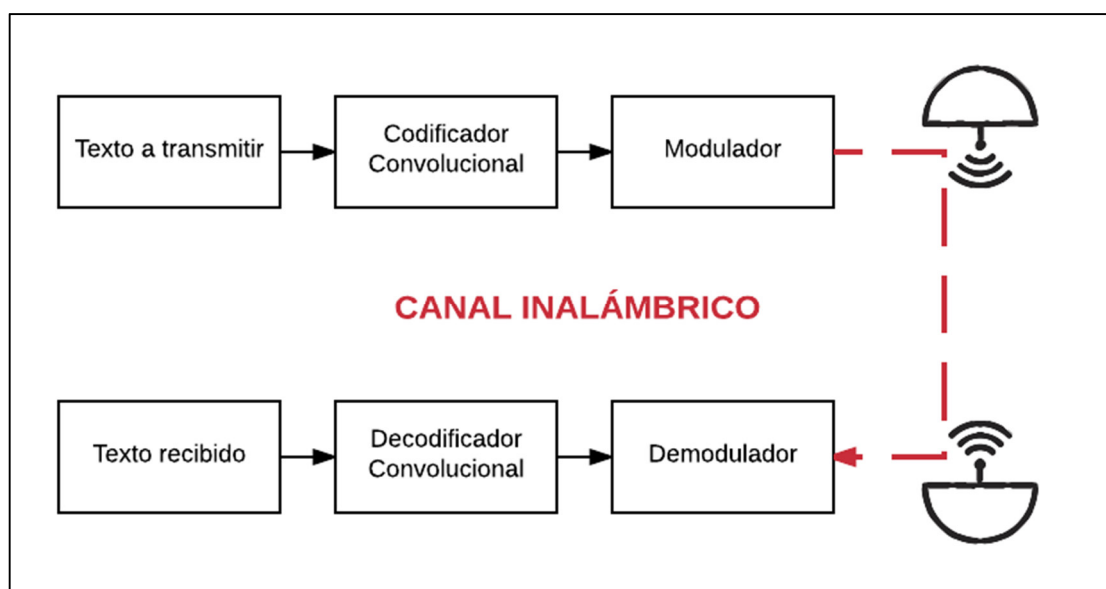 Texto a transmitir
Codificador
Convolucional
Modulador
CANAL INALÁMBRICO
Texto recibido
Decodificador
Convolucional
Demodulador